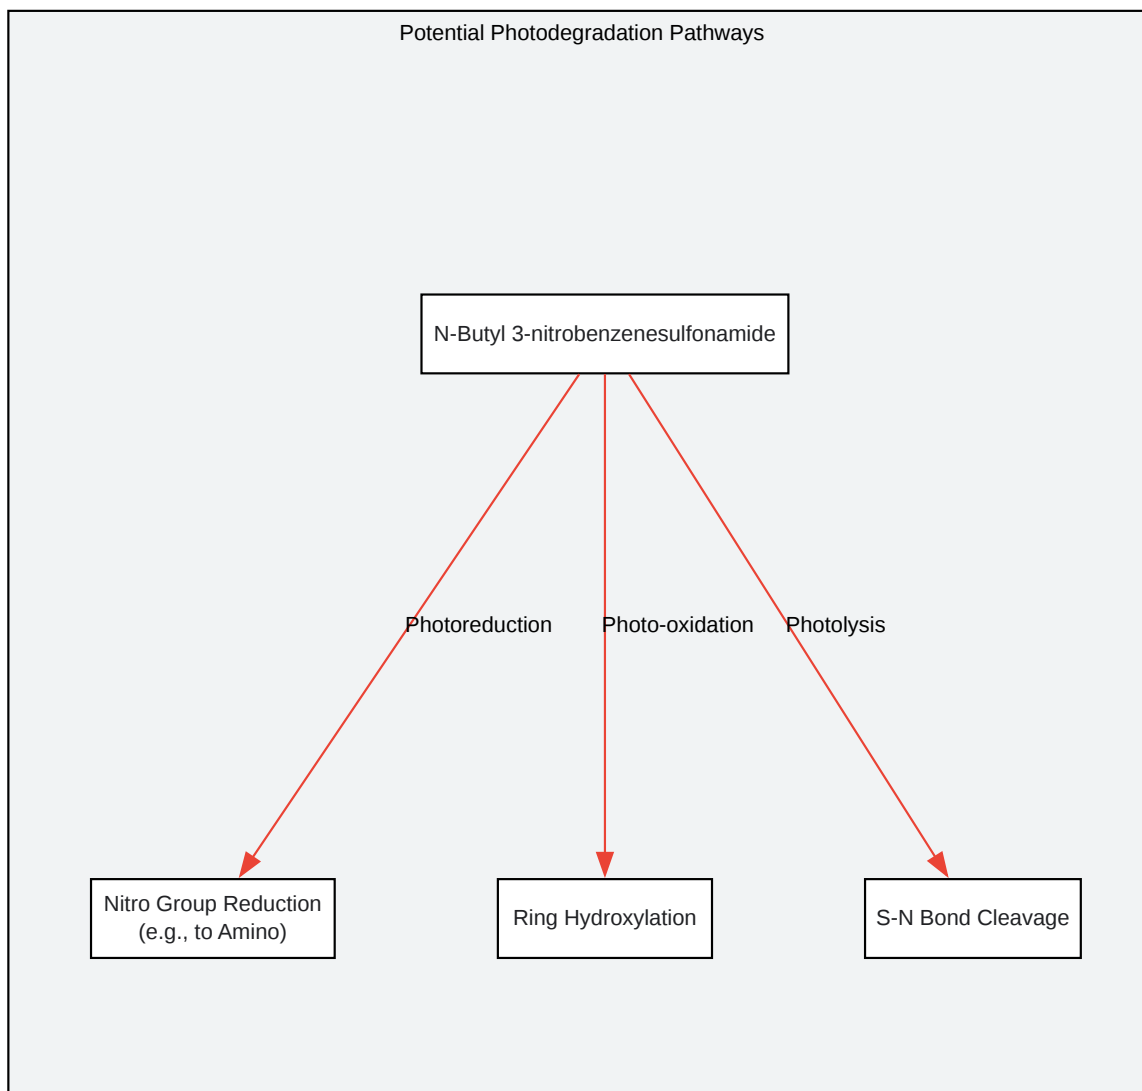 Potential Photodegradation Pathways
N-Butyl 3-nitrobenzenesulfonamide
Photoreduction
Photo-oxidation
Photolysis
Nitro Group Reduction
(e.g., to Amino)
Ring Hydroxylation
S-N Bond Cleavage